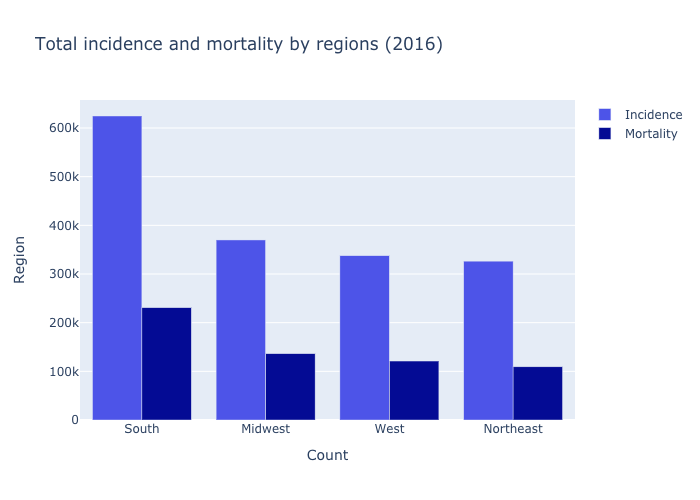 Total incidence and mortality by regions (2016)
Incidence
Mortality
600k
500k
400k
300k
200k
100k
0
Region
South
Midwest
West
Northeast
Count